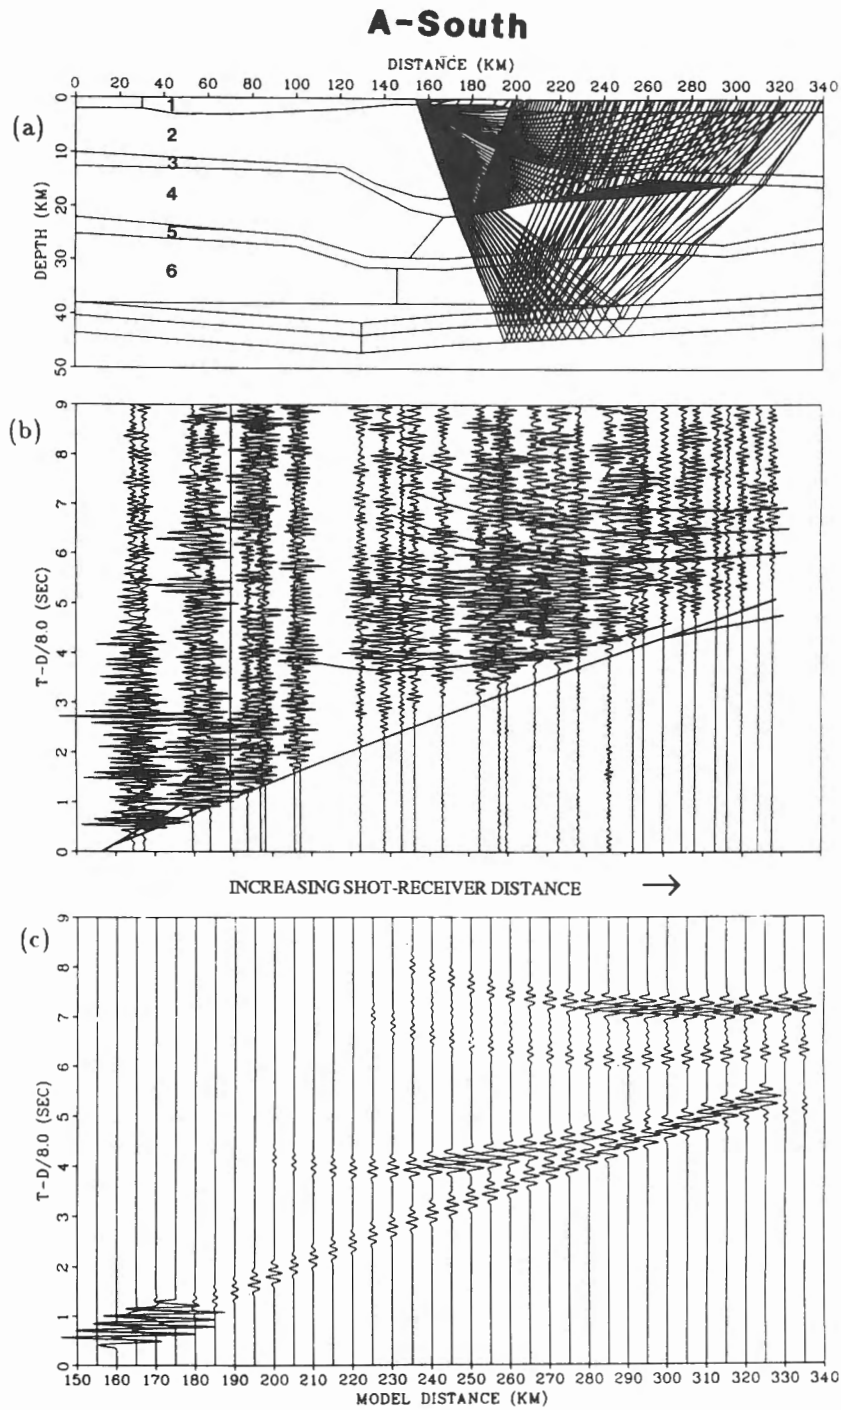 A-South
DISTANCE (KM)
0 20 40 60 80 100 120 140 160 180 200 220 240 260 280 300 320 340
(a)
DEPTH (KM)
0 10 20 30 40 50
1
2
3
4
5
6
(b)
T-D/8.0 (SEC)
9
8
7
6
5
4
3
2
1
0
INCREASING SHOT-RECEIVER DISTANCE →
(c)
T-D/8.0 (SEC)
9
8
7
6
5
4
3
2
1
0
150 160 170 180 190 200 210 220 230 240 250 260 270 280 290 300 310 320 330 340
MODEL DISTANCE (KM)